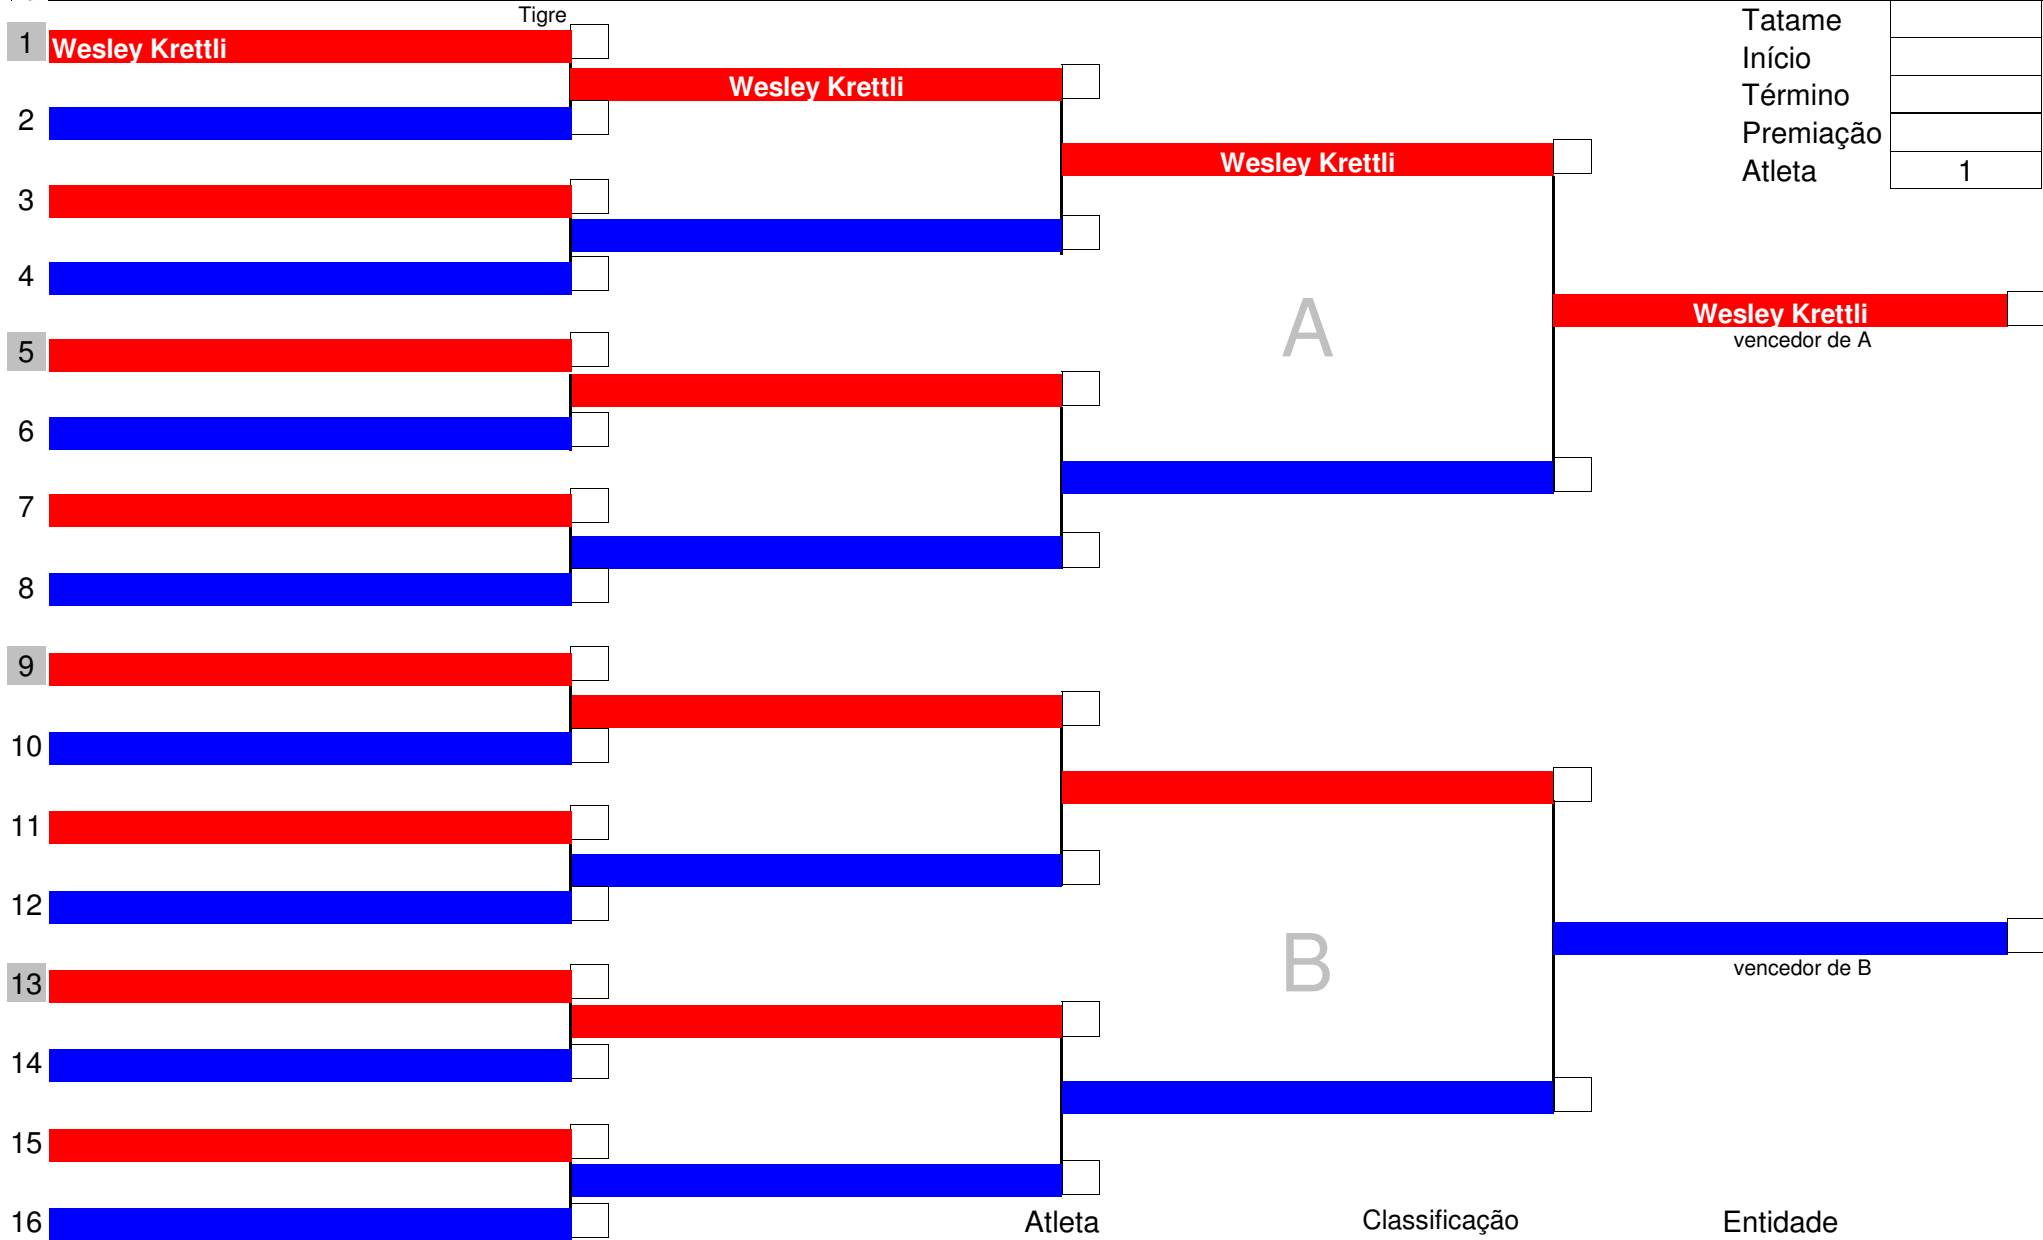 Tigre
Tatame
1 Wesley Krettli
Início
Wesley Krettli
Término
2
Premiação
Wesley Krettli
Atleta 1
3
4
Wesley Krettli
A
vencedor de A
5
6
7
8
9
10
11
12
B
vencedor de B
13
14
15
16
Atleta Classificação Entidade